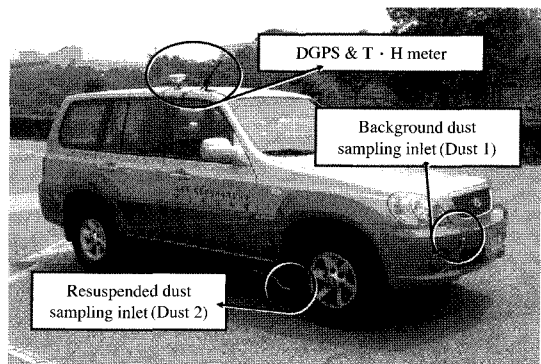 DGPS & T · H meter
Background dust
sampling inlet (Dust 1)
Resuspended dust
sampling inlet (Dust 2)